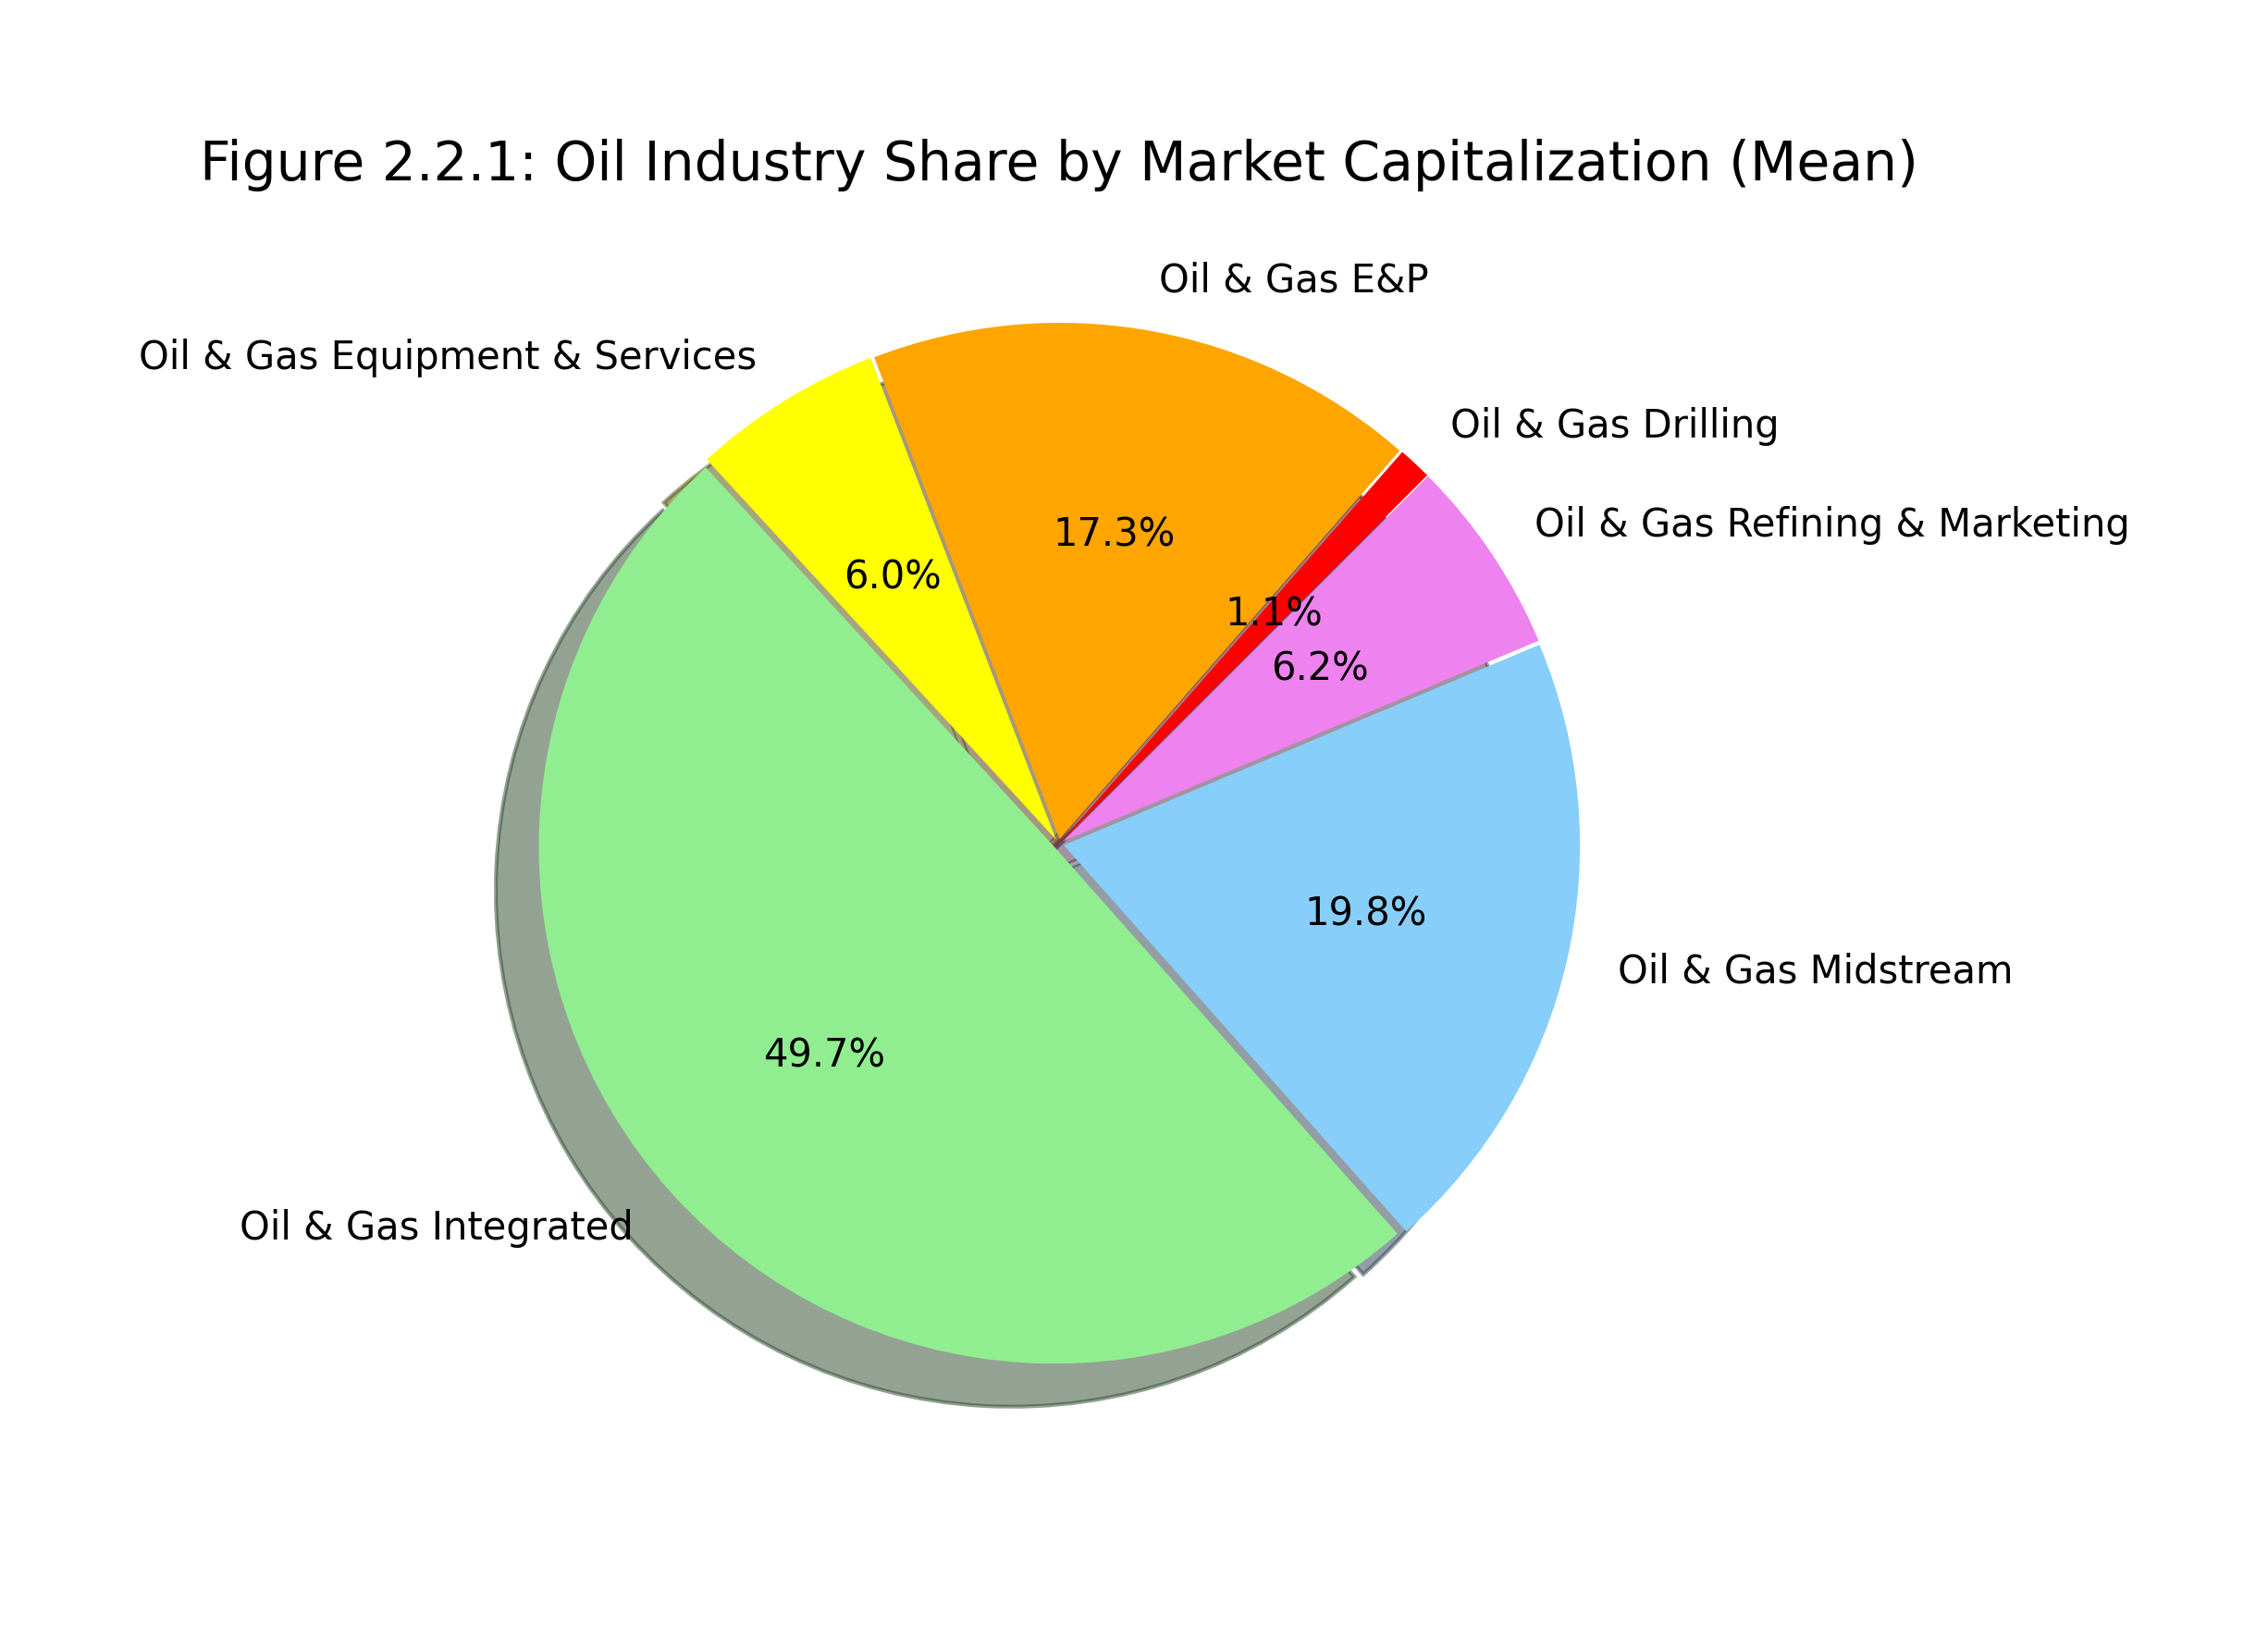 Figure 2.2.1: Oil Industry Share by Market Capitalization (Mean)
Oil & Gas E&P
Oil & Gas Equipment & Services
Oil & Gas Drilling
Oil & Gas Refining & Marketing
17.3%
6.0%
1.1%
6.2%
19.8%
Oil & Gas Midstream
49.7%
Oil & Gas Integrated